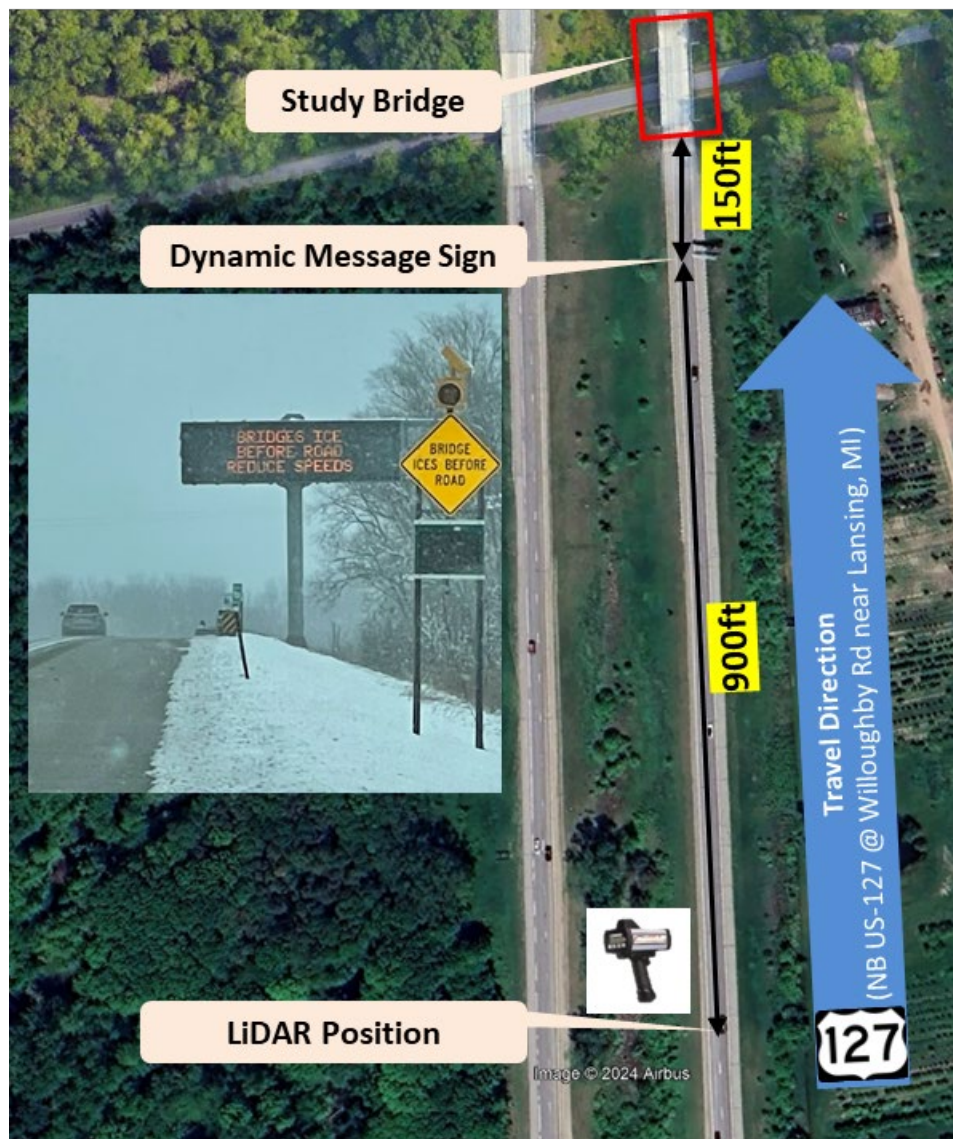 Study Bridge
150ft
Dynamic Message Sign
BRIDGES ICE
BEFORE ROAD
REDUCE SPEEDS
BRIDGE
ICES BEFORE
ROAD
900ft
Travel Direction
(NB US-127 @ Willoughby Rd near Lansing, MI)
LiDAR Position
127
Image © 2024 Airbus